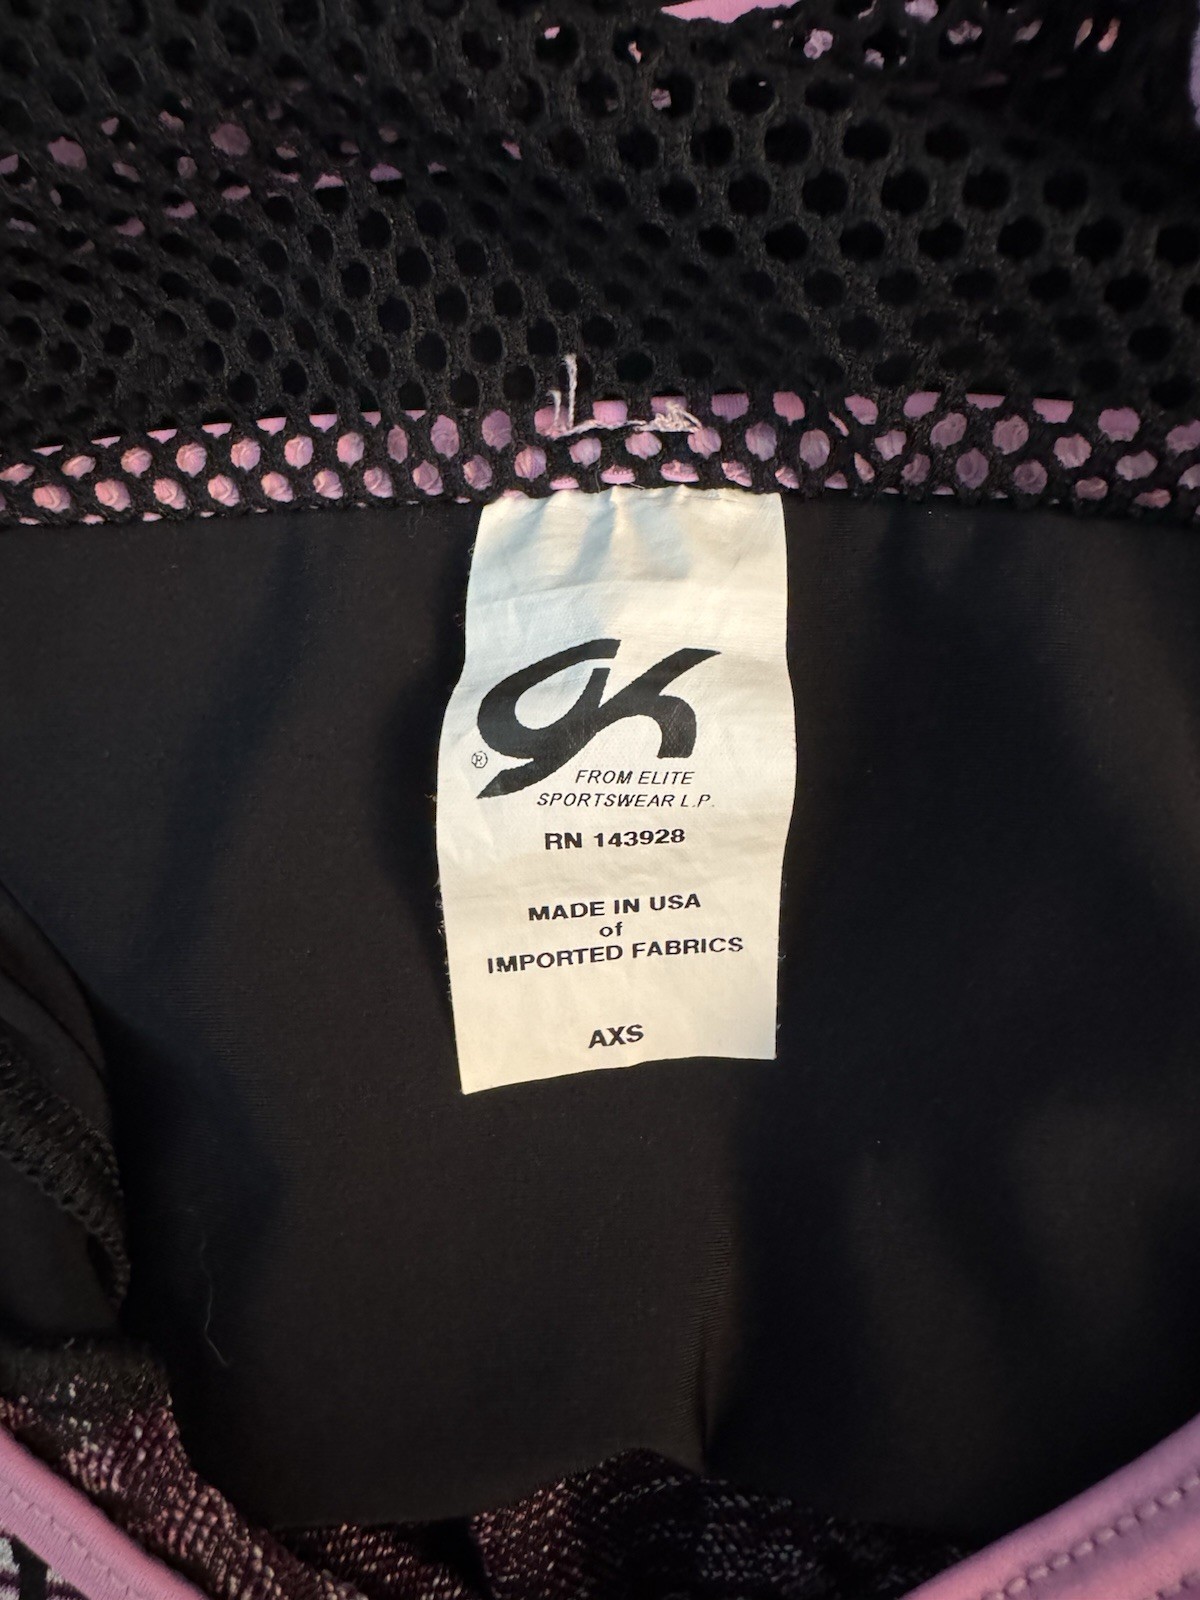 GK
®
FROM ELITE
SPORTSWEAR L.P.
RN 143928
MADE IN USA
of
IMPORTED FABRICS
AXS